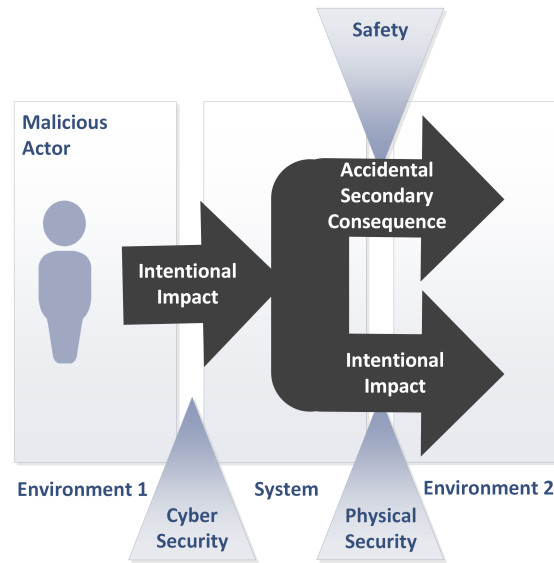 Safety
Malicious
Actor
Accidental
Secondary
Consequence
Intentional
Impact
Intentional
Impact
Environment 1
System
Environment 2
Cyber
Security
Physical
Security